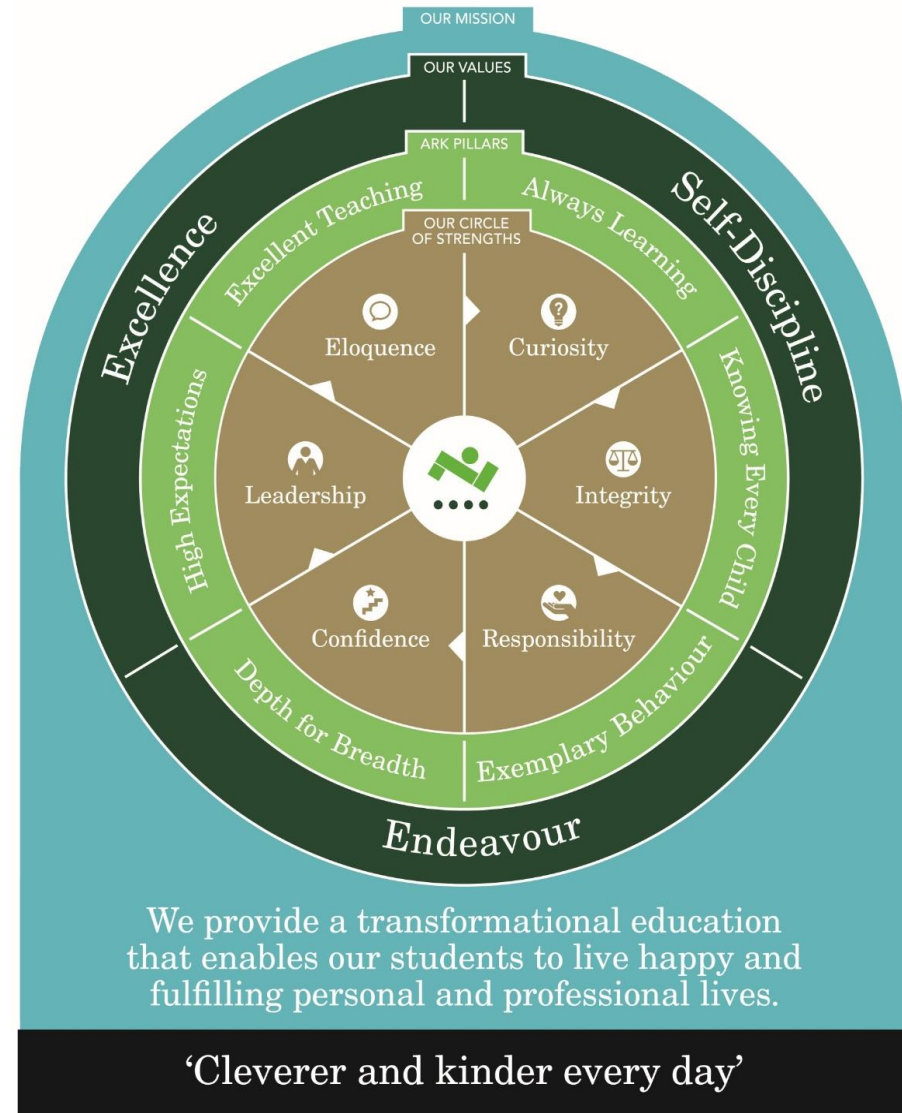 OUR MISSION
OUR VALUES
ARK PILLARS
OUR CIRCLE
OF STRENGTHS
Excellence
Self-Discipline
Endeavour
Excellent Teaching
Always Learning
Knowing Every Child
Exemplary Behaviour
Depth for Breadth
High Expectations
Eloquence
Curiosity
Integrity
Responsibility
Confidence
Leadership
We provide a transformational education
that enables our students to live happy and
fulfilling personal and professional lives.
‘Cleverer and kinder every day’